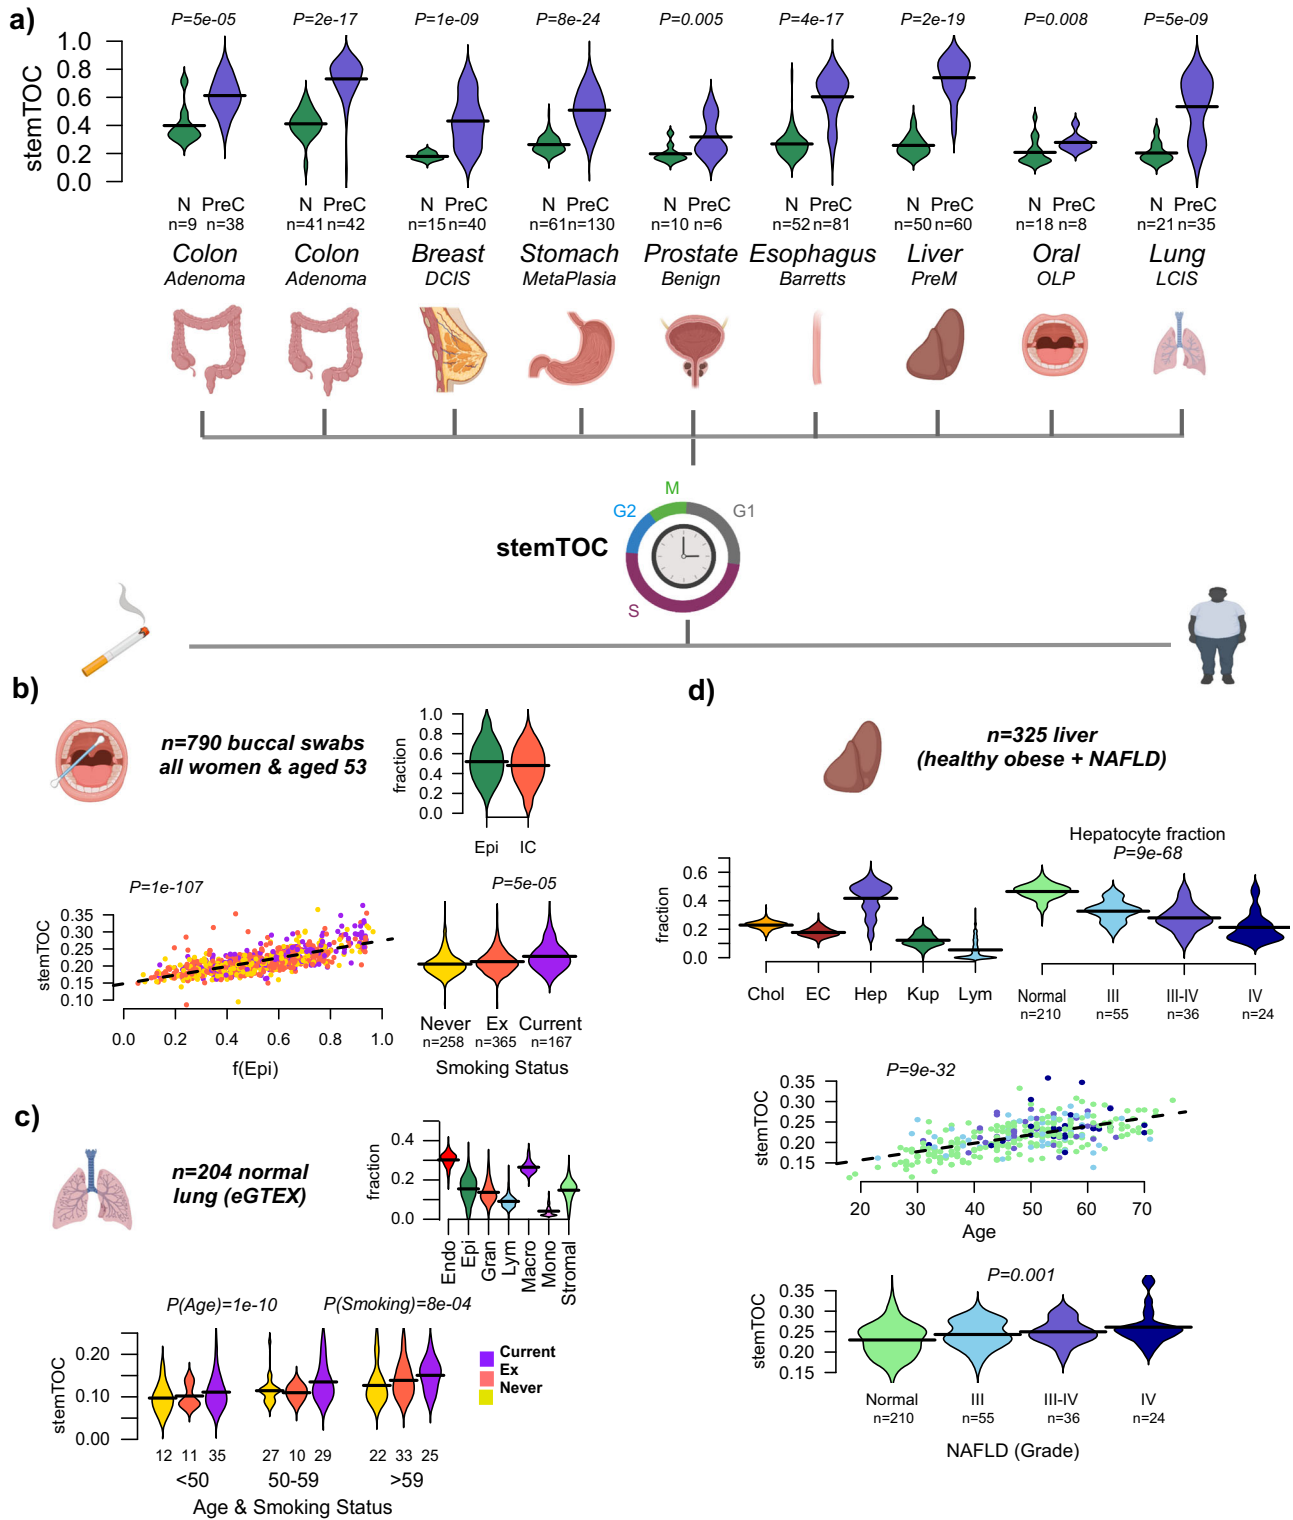 a)
P=5e-05 P=2e-17 P=1e-09 P=8e-24 P=0.005 P=4e-17 P=2e-19 P=0.008 P=5e-09
stemTOC
1.0
0.8
0.6
0.4
0.2
0.0
N PreC N PreC N PreC N PreC N PreC N PreC N PreC N PreC N PreC
n=9 n=38 n=41 n=42 n=15 n=40 n=61 n=130 n=10 n=6 n=52 n=81 n=50 n=60 n=18 n=8 n=21 n=35
Colon Colon Breast Stomach Prostate Esophagus Liver Oral Lung
Adenoma Adenoma DCIS MetaPlasia Benign Barretts PreM OLP LCIS
M
G2 G1
stemTOC
S
b)
n=790 buccal swabs
all women & aged 53
fraction
1.0
0.8
0.6
0.4
0.2
0.0
Epi IC
P=1e-107
stemTOC
0.35
0.30
0.25
0.20
0.15
0.10
0.0 0.2 0.4 0.6 0.8 1.0
f(Epi)
P=5e-05
Never Ex Current
n=258 n=365 n=167
Smoking Status
c)
n=204 normal
lung (eGTEX)
fraction
0.4
0.2
0.0
Endo
Epi
Gran
Lym
Macro
Mono
Stromal
P(Age)=1e-10 P(Smoking)=8e-04
stemTOC
0.20
0.10
0.00
Current
Ex
Never
12 11 35 27 10 29 22 33 25
<50 50-59 >59
Age & Smoking Status
d)
n=325 liver
(healthy obese + NAFLD)
fraction
0.6
0.4
0.2
0.0
Chol EC Hep Kup Lym
Hepatocyte fraction
P=9e-68
Normal III III-IV IV
n=210 n=55 n=36 n=24
P=9e-32
stemTOC
0.35
0.30
0.25
0.20
0.15
20 30 40 50 60 70
Age
P=0.001
stemTOC
0.35
0.30
0.25
0.20
0.15
Normal III III-IV IV
n=210 n=55 n=36 n=24
NAFLD (Grade)